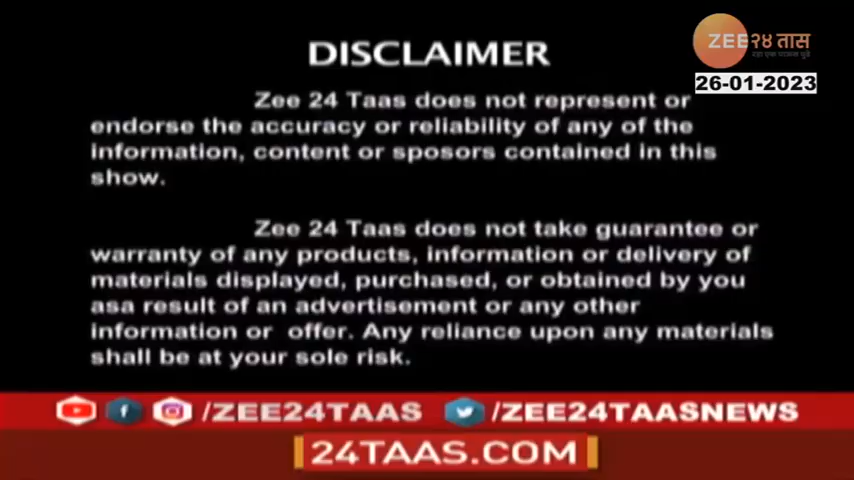 ZEE २४ तास
26-01-2023
DISCLAIMER
Zee 24 Taas does not represent or
endorse the accuracy or reliability of any of the
information, content or sposors contained in this
show.
Zee 24 Taas does not take guarantee or
warranty of any products, information or delivery of
materials displayed, purchased, or obtained by you
asa result of an advertisement or any other
information or offer. Any reliance upon any materials
shall be at your sole risk.
/ZEE24TAAS /ZEE24TAASNEWS
24TAAS.COM